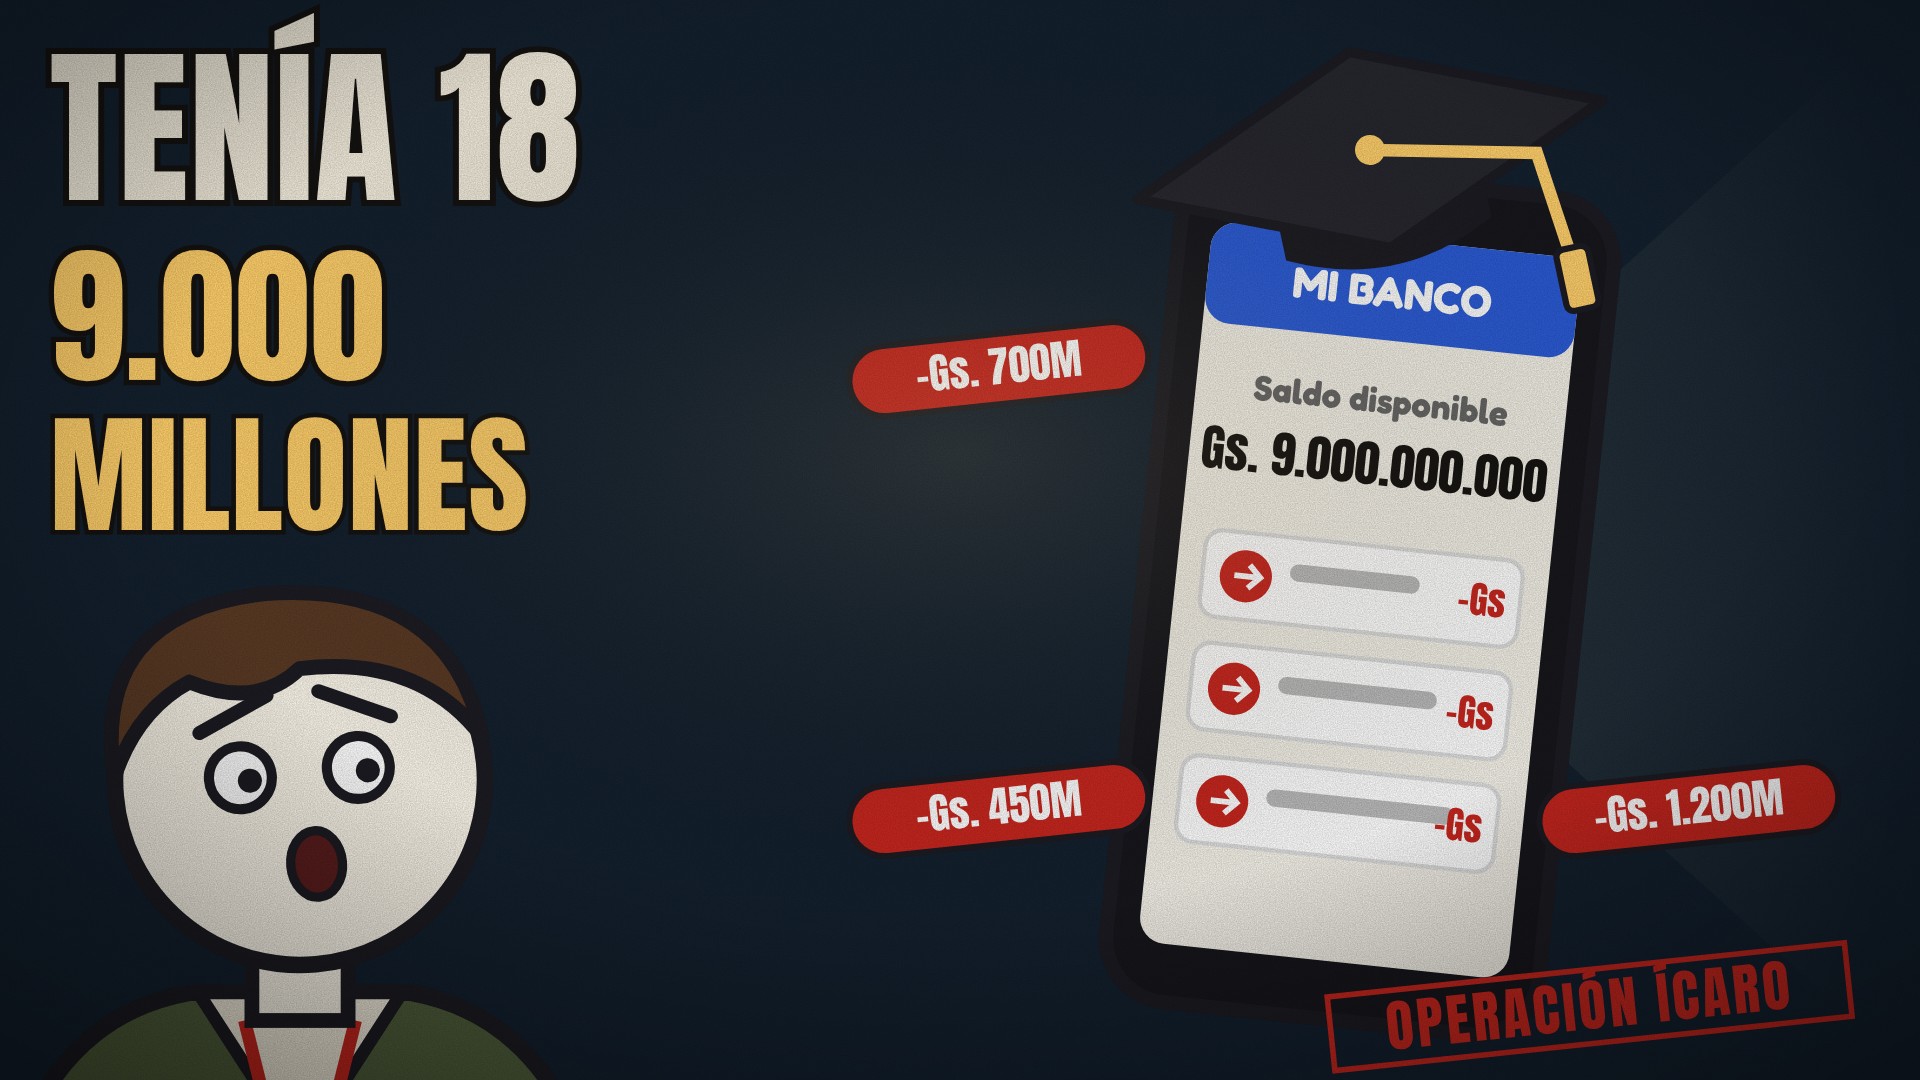 TENÍA 18
9.000
MILLONES
MI BANCO
Saldo disponible
Gs. 9.000.000.000
-Gs. 700M
-Gs
-Gs
-Gs
-Gs. 450M
-Gs. 1.200M
OPERACIÓN ÍCARO